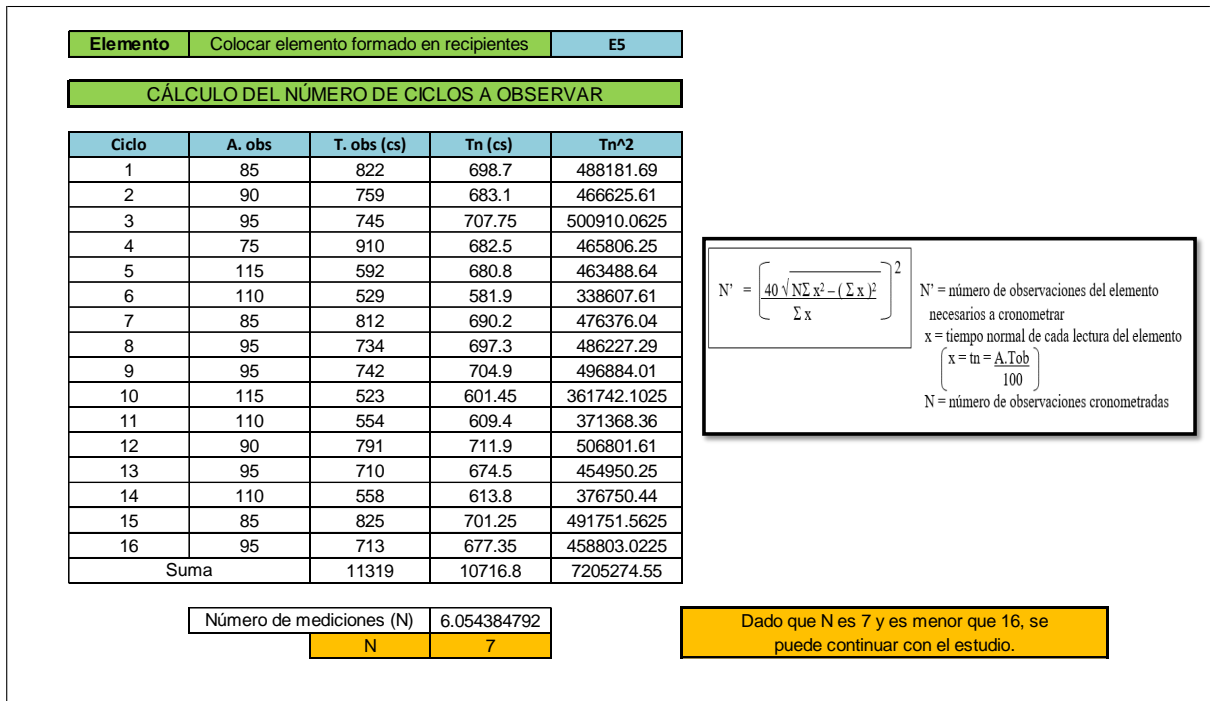 Elemento Colocar elemento formado en recipientes E5
CÁLCULO DEL NÚMERO DE CICLOS A OBSERVAR
Ciclo A. obs T. obs (cs) Tn (cs) Tn^2
1 85 822 698.7 488181.69
2 90 759 683.1 466625.61
3 95 745 707.75 500910.0625
4 75 910 682.5 465806.25
5 115 592 680.8 463488.64
6 110 529 581.9 338607.61
7 85 812 690.2 476376.04
8 95 734 697.3 486227.29
9 95 742 704.9 496884.01
10 115 523 601.45 361742.1025
11 110 554 609.4 371368.36
12 90 791 711.9 506801.61
13 95 710 674.5 454950.25
14 110 558 613.8 376750.44
15 85 825 701.25 491751.5625
16 95 713 677.35 458803.0225
Suma 11319 10716.8 7205274.55
Número de mediciones (N) 6.054384792
N 7
N' = ( 40 √ NΣ x² – ( Σ x )² / Σ x )²
N' = número de observaciones del elemento
necesarios a cronometrar
x = tiempo normal de cada lectura del elemento
( x = tn = A.Tob
100 )
N = número de observaciones cronometradas
Dado que N es 7 y es menor que 16, se
puede continuar con el estudio.